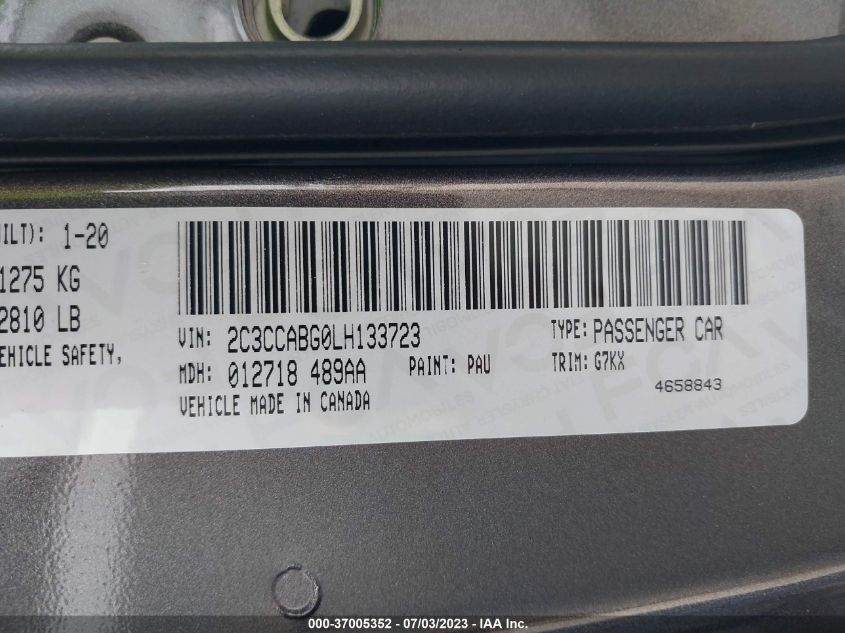 ILT): 1-20
1275 KG
2810 LB
EHICLE SAFETY,
VIN: 2C3CCABG0LH133723
TYPE: PASSENGER CAR
MDH: 012718 489AA
PAINT: PAU
TRIM: G7KX
VEHICLE MADE IN CANADA
4658843
000-37005352 - 07/03/2023 - © IAA Inc.